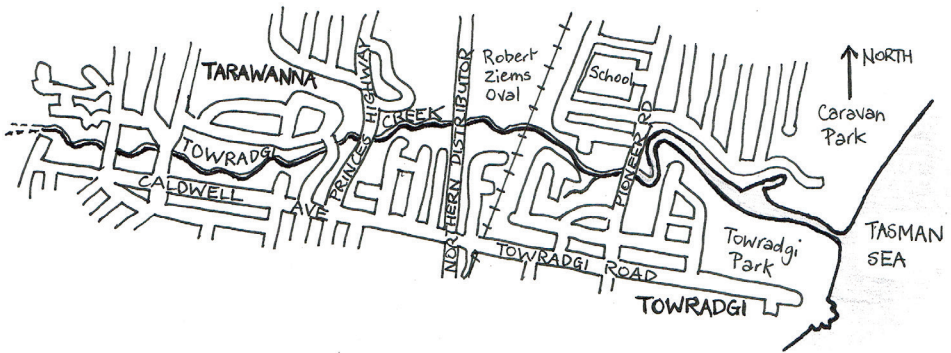 NORTH
Robert
Ziems
Oval
School
TARAWANNA
PRINCES HIGHWAY
NORTHERN DISTRIBUTOR
PIONEER RD
Caravan
Park
TOWRADGI
CREEK
CALDWELL
AVE
TOWRADGI ROAD
Towradgi
Park
TASMAN
SEA
TOWRADGI